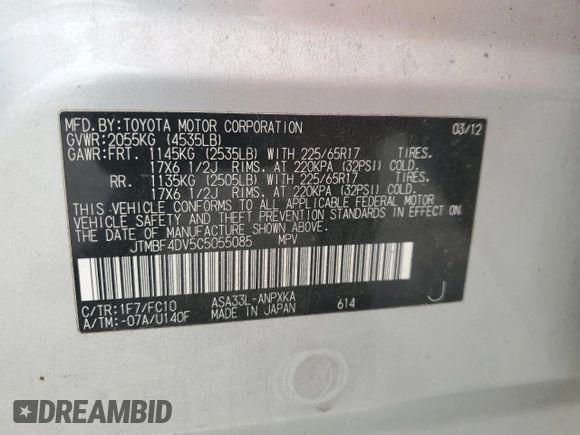 MFD.BY:TOYOTA MOTOR CORPORATION 03/12
GVWR:2055KG (4535LB)
GAWR:FRT. 1145KG (2535LB) WITH 225/65R17 TIRES.
17X6 1/2J RIMS. AT 220KPA (32PSI) COLD.
RR. 1135KG (2505LB) WITH 225/65R17 TIRES.
17X6 1/2J RIMS. AT 220KPA (32PSI) COLD.
THIS VEHICLE CONFORMS TO ALL APPLICABLE FEDERAL MOTOR
VEHICLE SAFETY AND THEFT PREVENTION STANDARDS IN EFFECT ON
THE DATE OF MANUFACTURE SHOWN ABOVE.
JTMBF4DV5C5055085 MPV
C/TR:1F7/FC10 ASA33L-ANPXKA 614 J
A/TM:-07A/U140F MADE IN JAPAN
DREAMBID